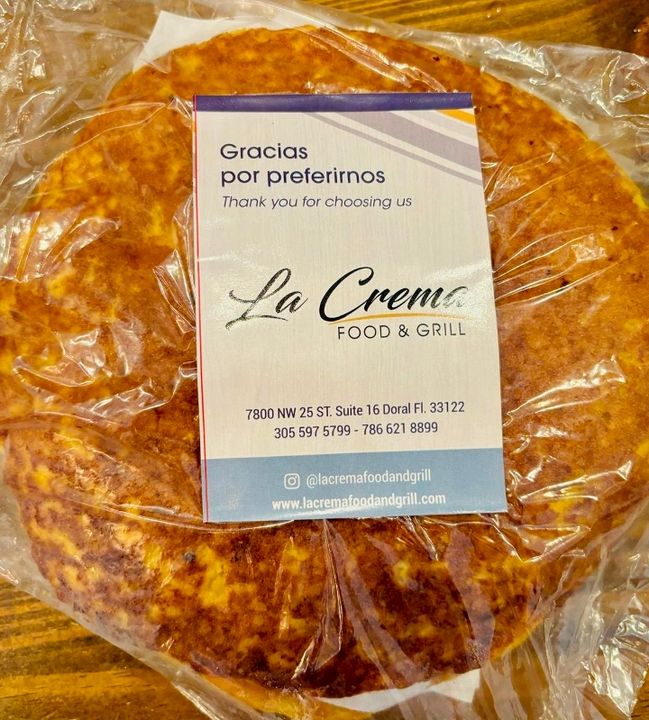 Gracias
por preferirnos
Thank you for choosing us
La Crema
FOOD & GRILL
7800 NW 25 ST. Suite 16 Doral Fl. 33122
305 597 5799 - 786 621 8899
@lacremafoodandgrill
www.lacremafoodandgrill.com